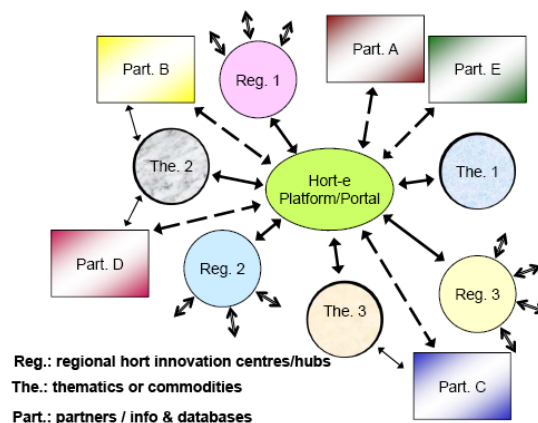 Part. A
Part. B
Reg. 1
Part. E
The. 2
Hort-e
Platform/Portal
The. 1
Part. D
Reg. 2
Reg. 3
The. 3
Part. C
Reg.: regional hort innovation centres/hubs
The.: thematics or commodities
Part.: partners / info & databases